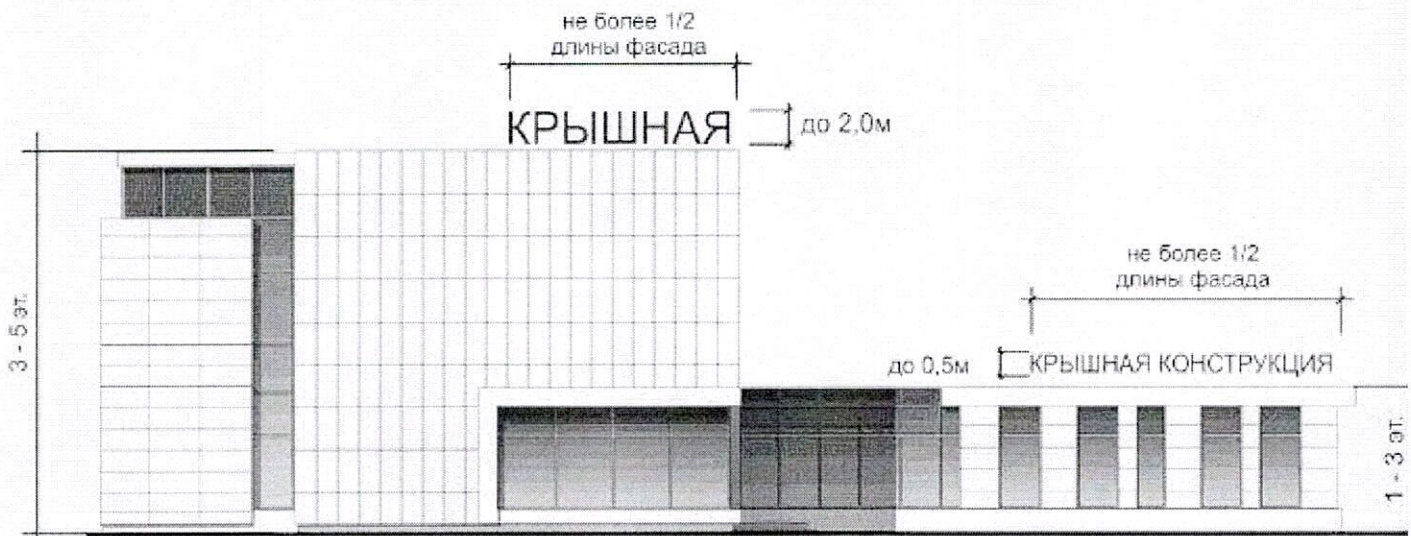 не более 1/2
длины фасада
КРЫШНАЯ
до 2,0м
3 - 5 эт.
не более 1/2
длины фасада
до 0,5м
КРЫШНАЯ КОНСТРУКЦИЯ
1 - 3 эт.